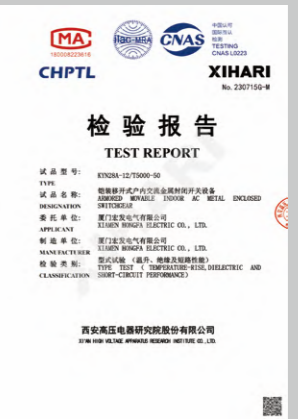 MA
180008223618
ilac-MRA
CNAS
中国认可
国际互认
检测
TESTING
CNAS L0223
CHPTL
XIHARI
No. 230715G-M
检验报告
TEST REPORT
试品型号: KYN28A-12/T5000-50
TYPE
试品名称: 铠装移开式户内交流金属封闭开关设备
DESIGNATION ARMORED MOVABLE INDOOR AC METAL ENCLOSED SWITCHGEAR
委托单位: 厦门宏发电气有限公司
APPLICANT XIAMEN HONGFA ELECTRIC CO., LTD.
制造单位: 厦门宏发电气有限公司
MANUFACTURER XIAMEN HONGFA ELECTRIC CO., LTD.
检验类别: 型式试验(温升、绝缘及短路性能)
CLASSIFICATION TYPE TEST ( TEMPERATURE-RISE, DIELECTRIC AND SHORT-CIRCUIT PERFORMANCE)
西安高压电器研究院股份有限公司
XI'AN HIGH VOLTAGE APPARATUS RESEARCH INSTITUTE CO., LTD.